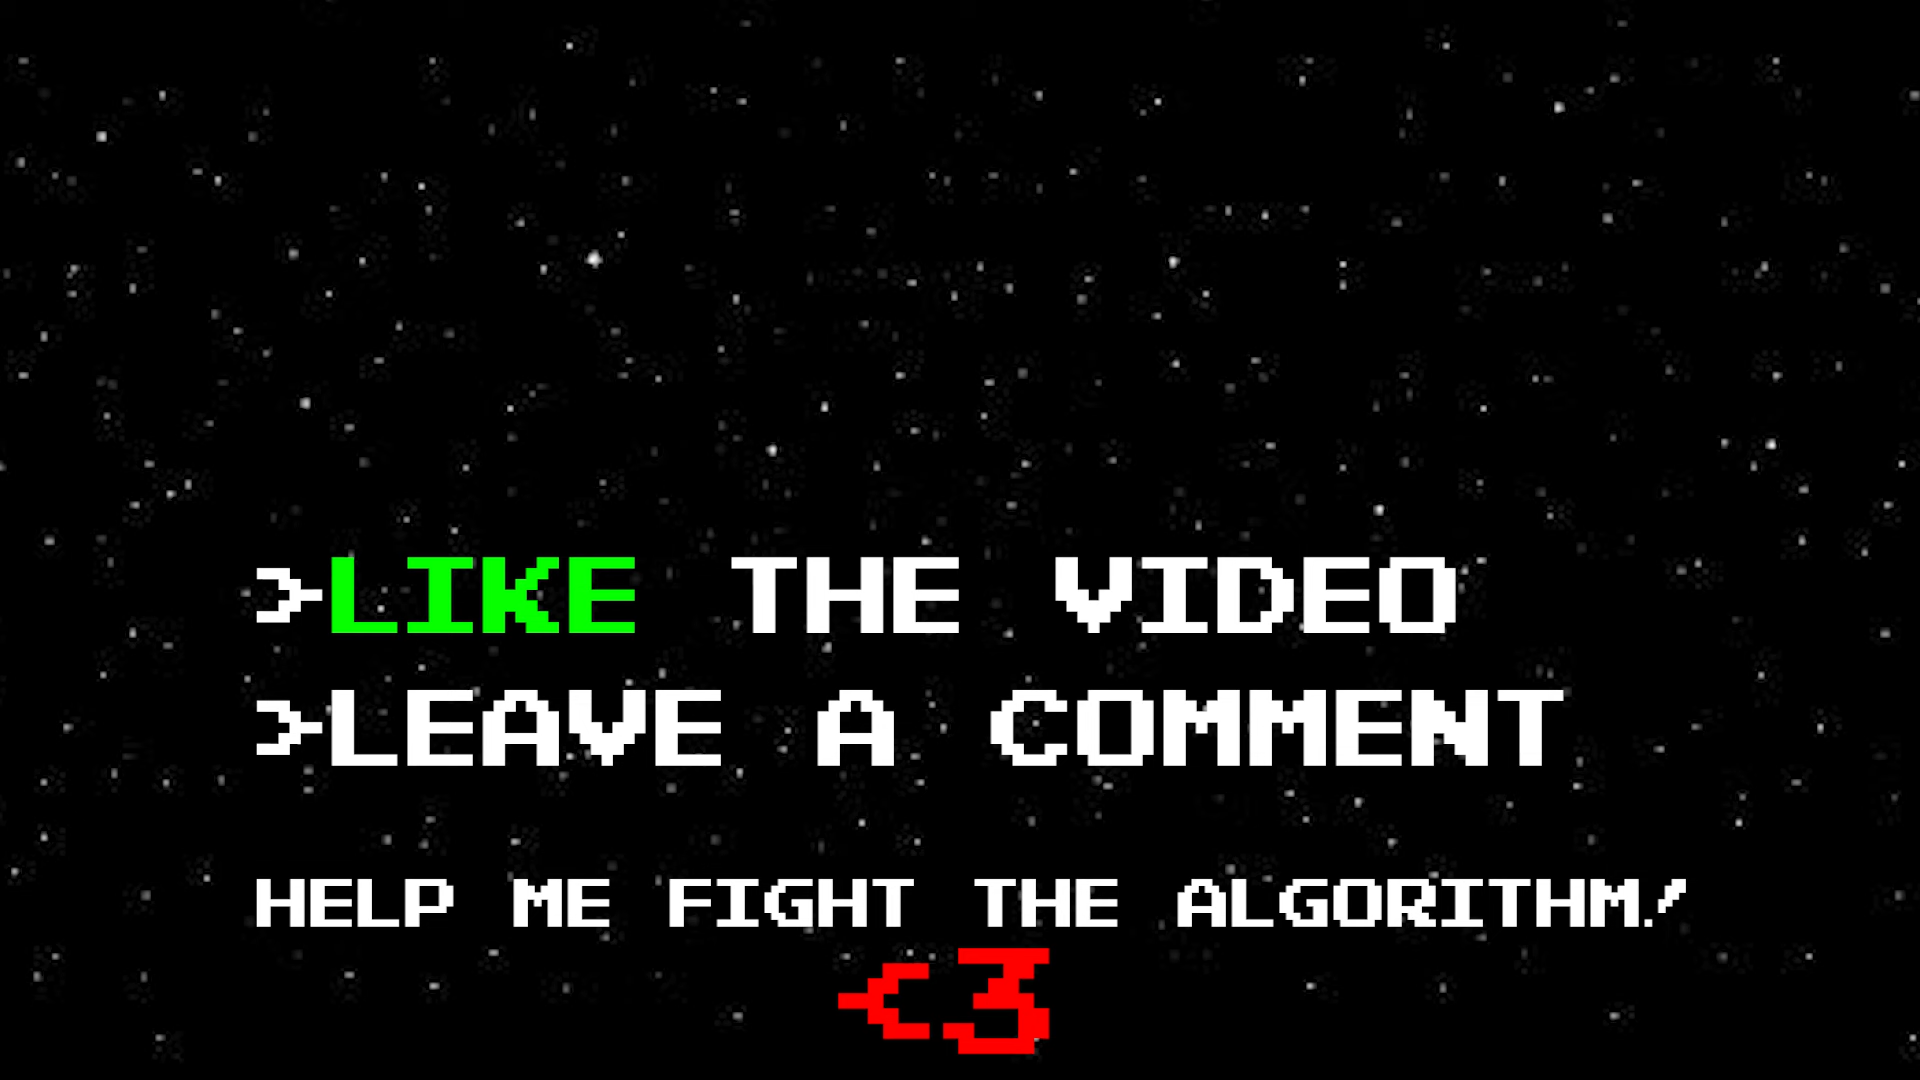 >LIKE THE VIDEO
>LEAVE A COMMENT
HELP ME FIGHT THE ALGORITHM!
<3